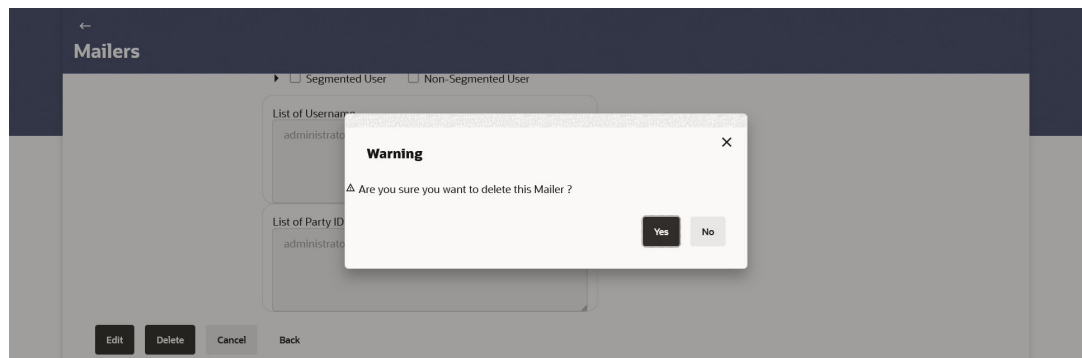 Mailers
Segmented User Non-Segmented User
List of Username
administrato
Warning
Are you sure you want to delete this Mailer ?
List of Party ID
administrato
Yes No
Edit Delete Cancel Back